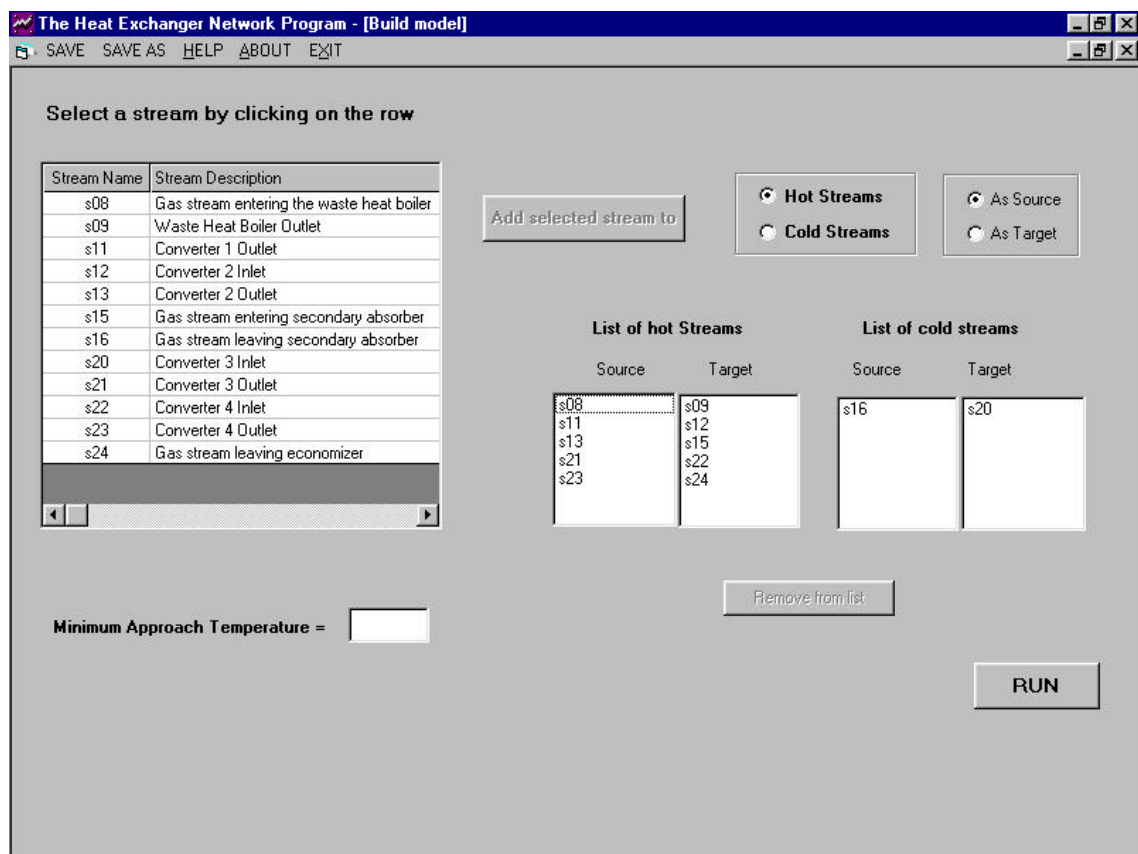 The Heat Exchanger Network Program - [Build model]
SAVE SAVE AS HELP ABOUT EXIT
Select a stream by clicking on the row
Stream Name Stream Description
s08 Gas stream entering the waste heat boiler
s09 Waste Heat Boiler Outlet
s11 Converter 1 Outlet
s12 Converter 2 Inlet
s13 Converter 2 Outlet
s15 Gas stream entering secondary absorber
s16 Gas stream leaving secondary absorber
s20 Converter 3 Inlet
s21 Converter 3 Outlet
s22 Converter 4 Inlet
s23 Converter 4 Outlet
s24 Gas stream leaving economizer
Add selected stream to
Hot Streams
Cold Streams
As Source
As Target
List of hot Streams List of cold streams
Source Target Source Target
s08 s09 s16 s20
s11 s12
s13 s15
s21 s22
s23 s24
Remove from list
Minimum Approach Temperature =
RUN